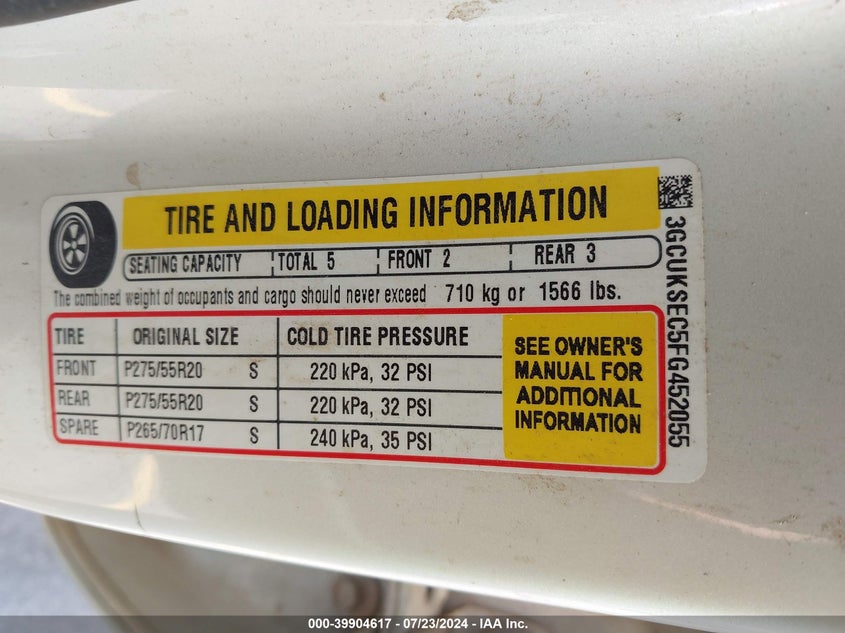 TIRE AND LOADING INFORMATION
SEATING CAPACITY TOTAL 5 FRONT 2 REAR 3
The combined weight of occupants and cargo should never exceed 710 kg or 1566 lbs.
TIRE ORIGINAL SIZE COLD TIRE PRESSURE
FRONT P275/55R20 S 220 kPa, 32 PSI
REAR P275/55R20 S 220 kPa, 32 PSI
SPARE P265/70R17 S 240 kPa, 35 PSI
SEE OWNER'S
MANUAL FOR
ADDITIONAL
INFORMATION
3GCUKSEC5FG452055
000-39904617 - 07/23/2024 - IAA Inc.